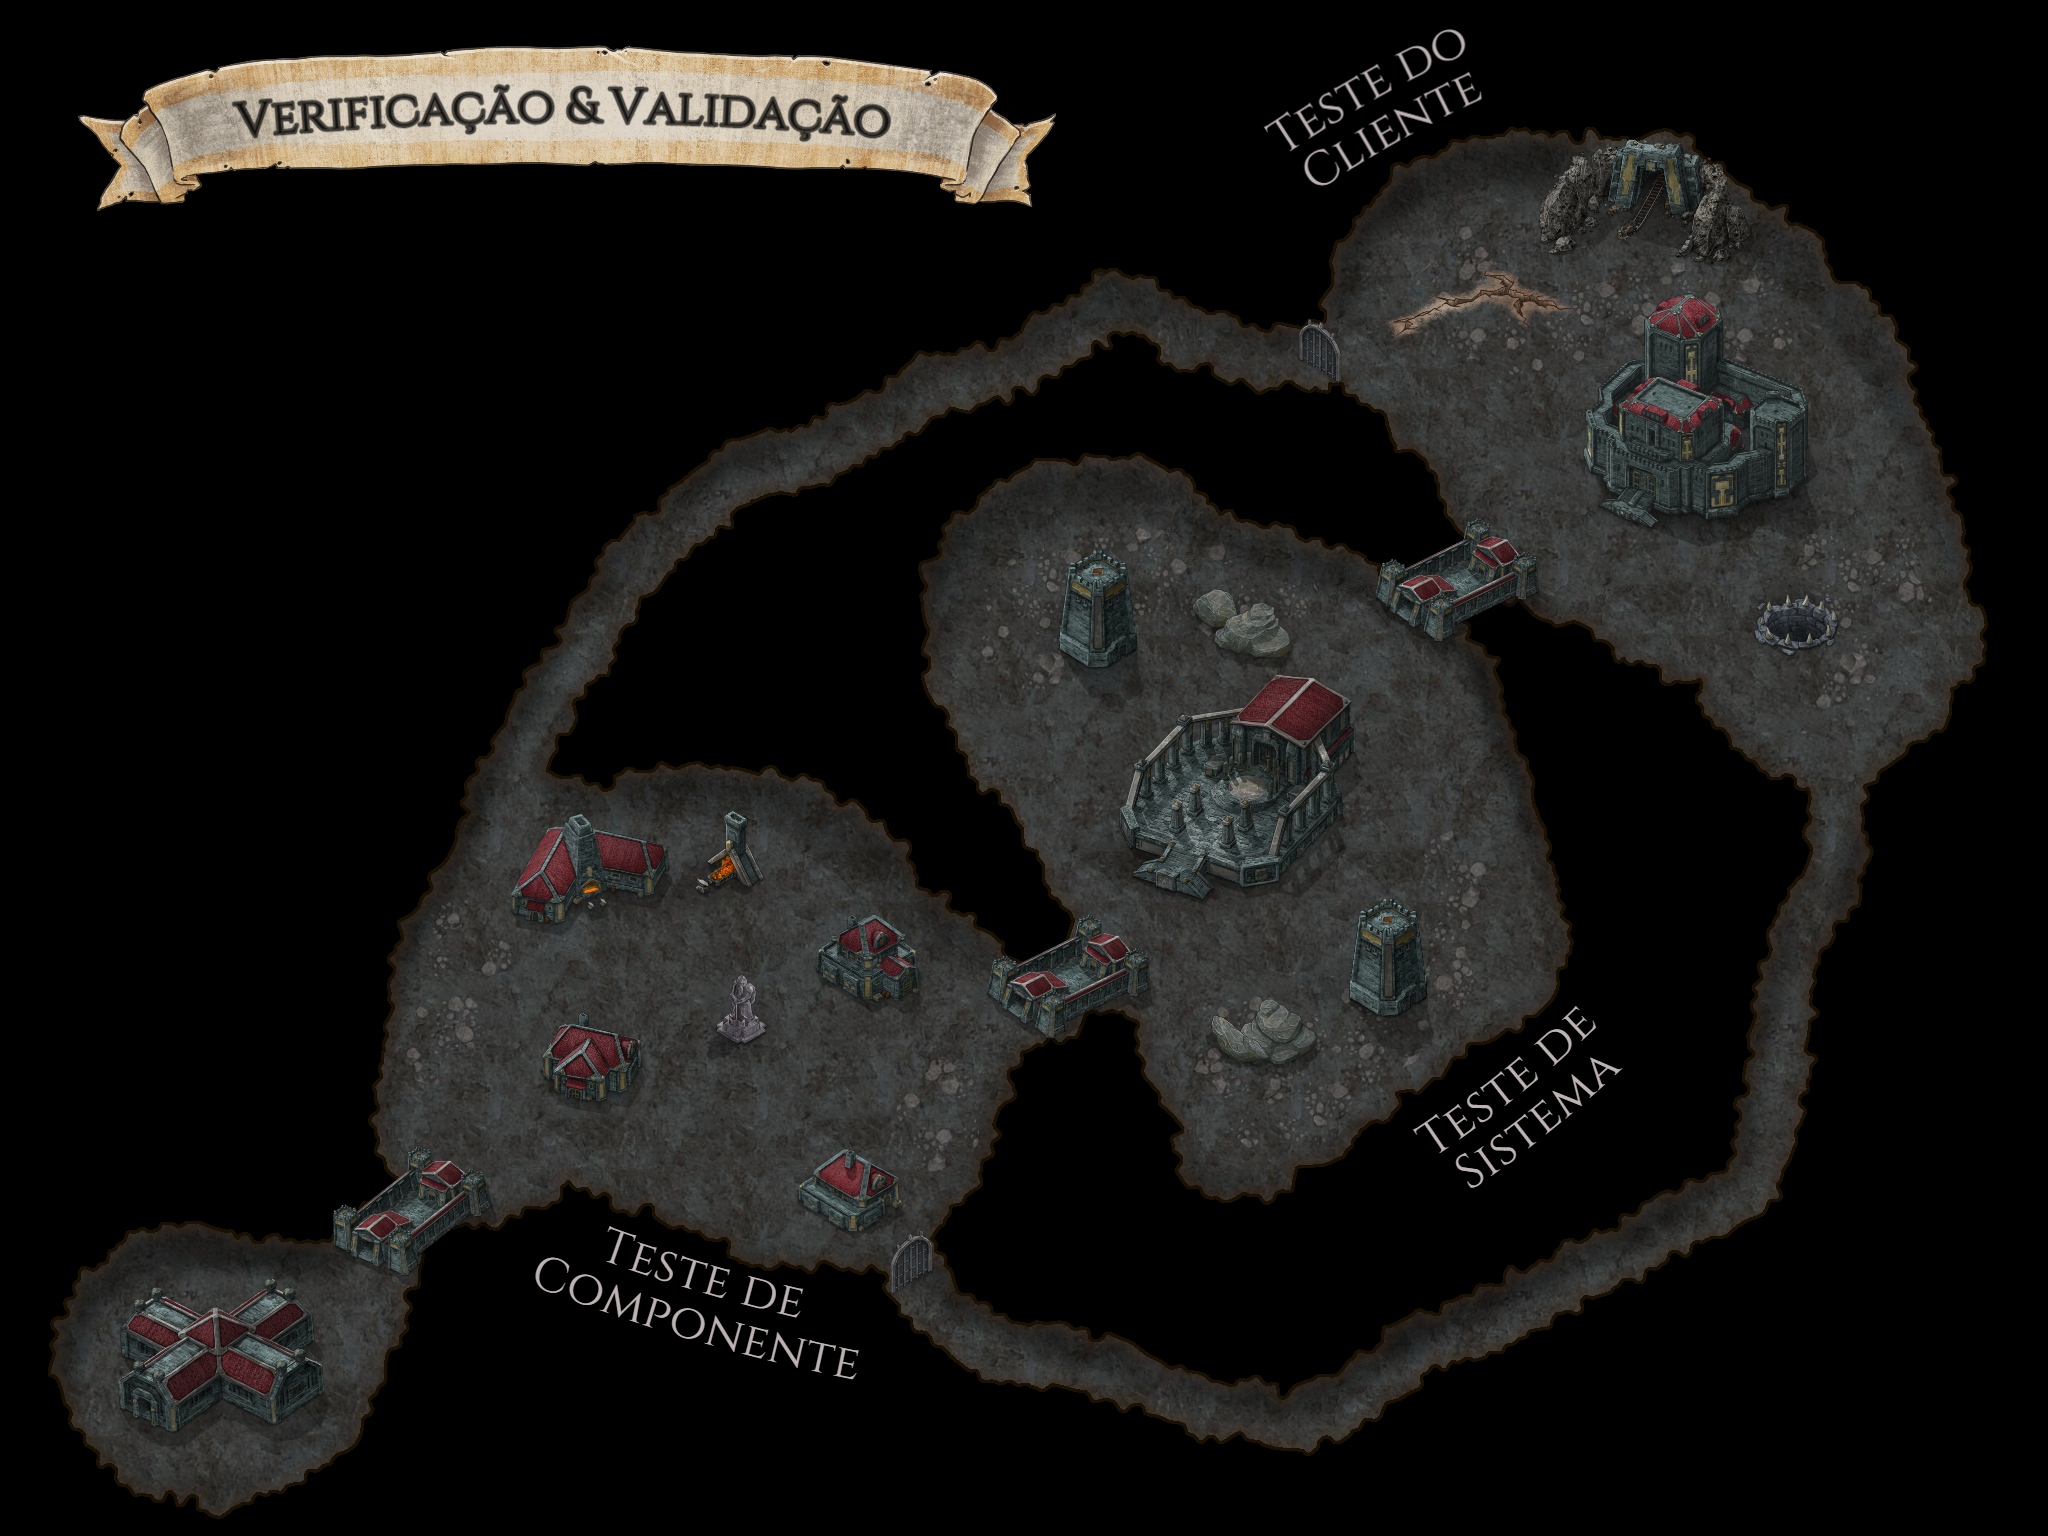 Verificação & Validação
Teste do
Cliente
Teste de
Sistema
Teste de
Componente